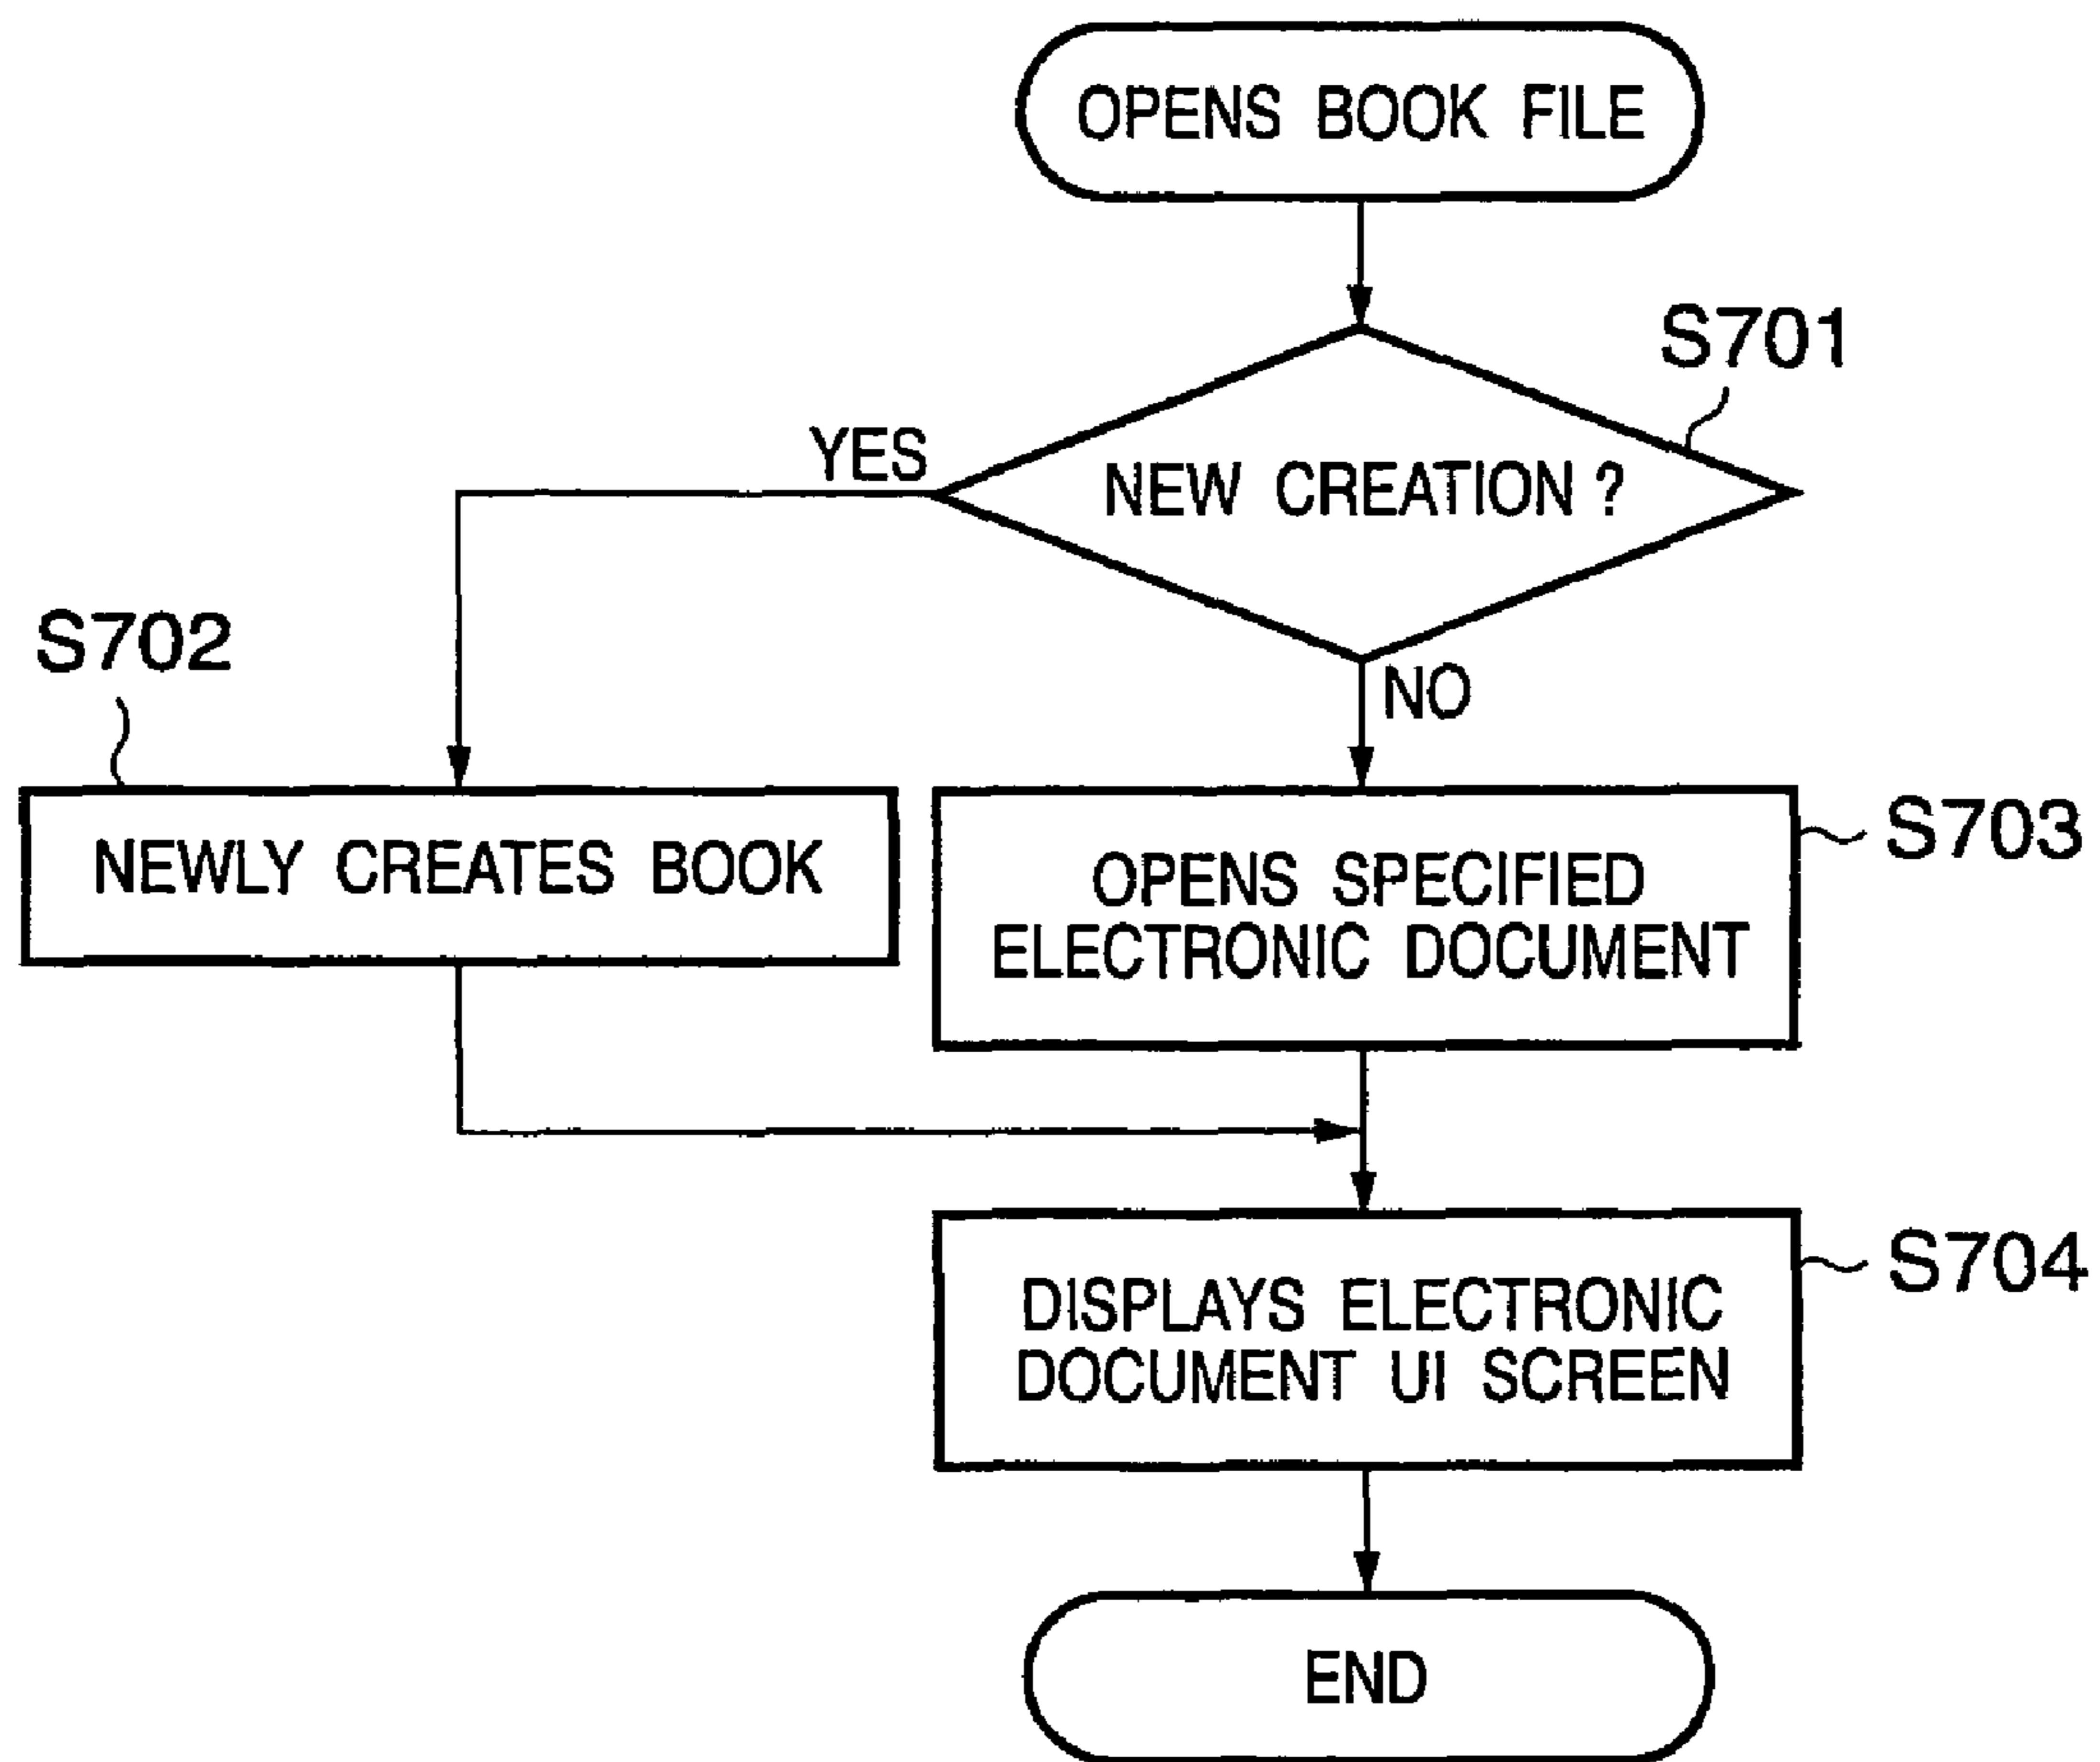 OPENS BOOK FILE
S701
YES
NEW CREATION ?
S702
NO
NEWLY CREATES BOOK
S703
OPENS SPECIFIED
ELECTRONIC DOCUMENT
S704
DISPLAYS ELECTRONIC
DOCUMENT UI SCREEN
END